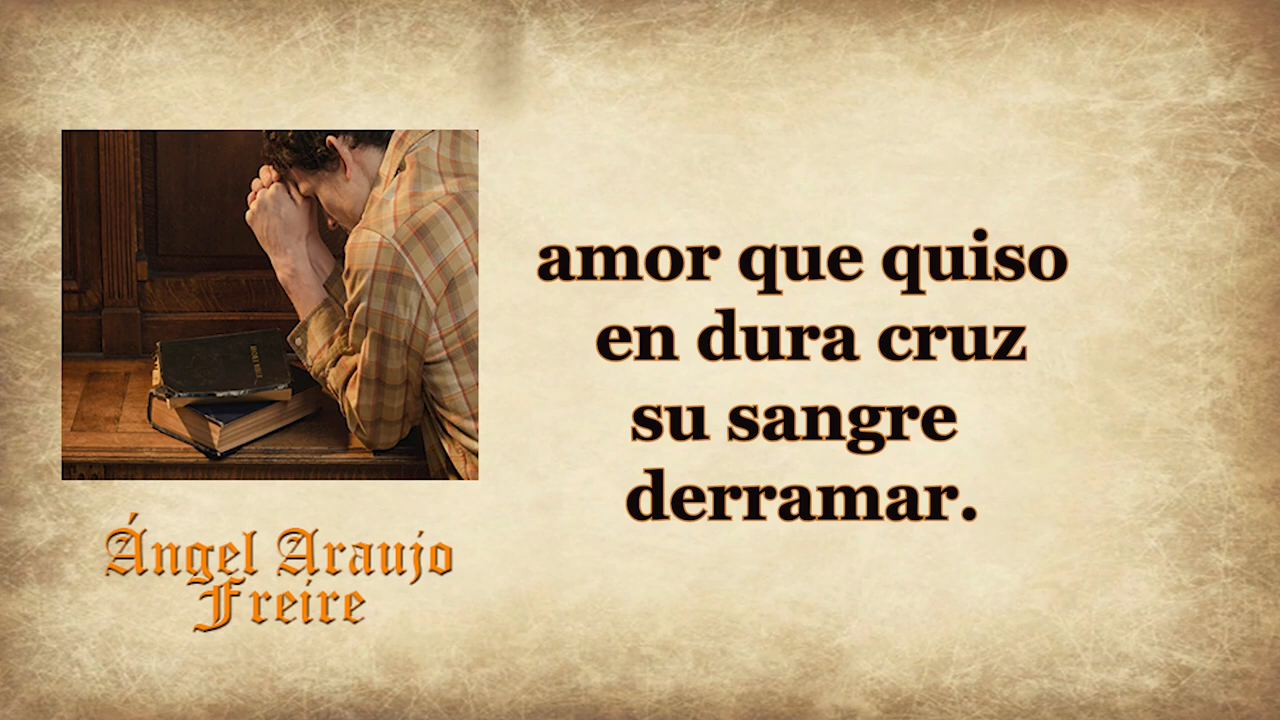 amor que quiso
en dura cruz
su sangre
derramar.
Ángel Araujo
Freire